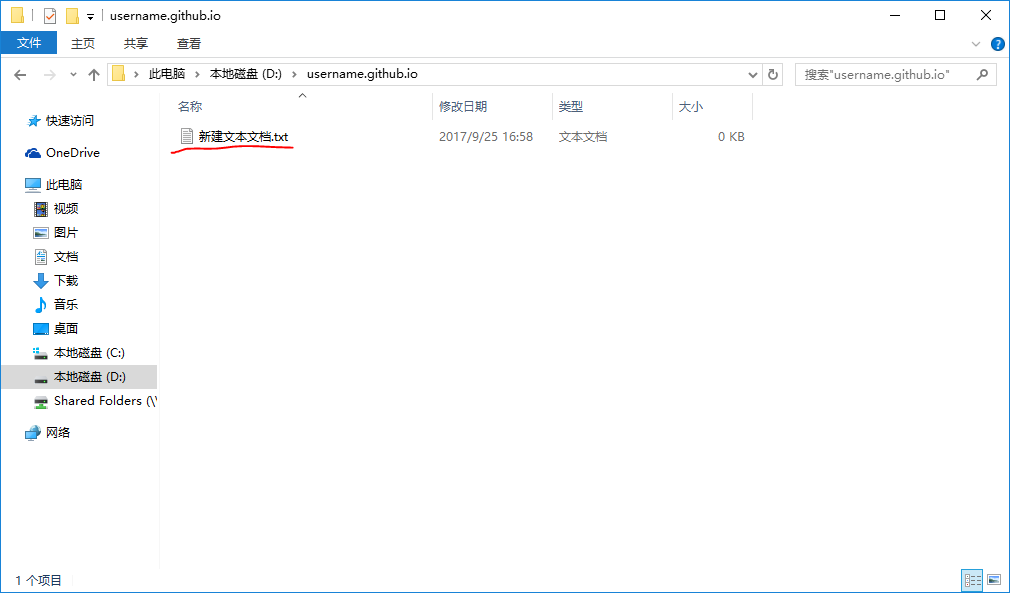 username.github.io
文件 主页 共享 查看
此电脑 本地磁盘 (D:) username.github.io 搜索"username.github.io"
名称 修改日期 类型 大小
新建文本文档.txt 2017/9/25 16:58 文本文档 0 KB
快速访问
OneDrive
此电脑
视频
图片
文档
下载
音乐
桌面
本地磁盘 (C:)
本地磁盘 (D:)
Shared Folders (\\
网络
1 个项目